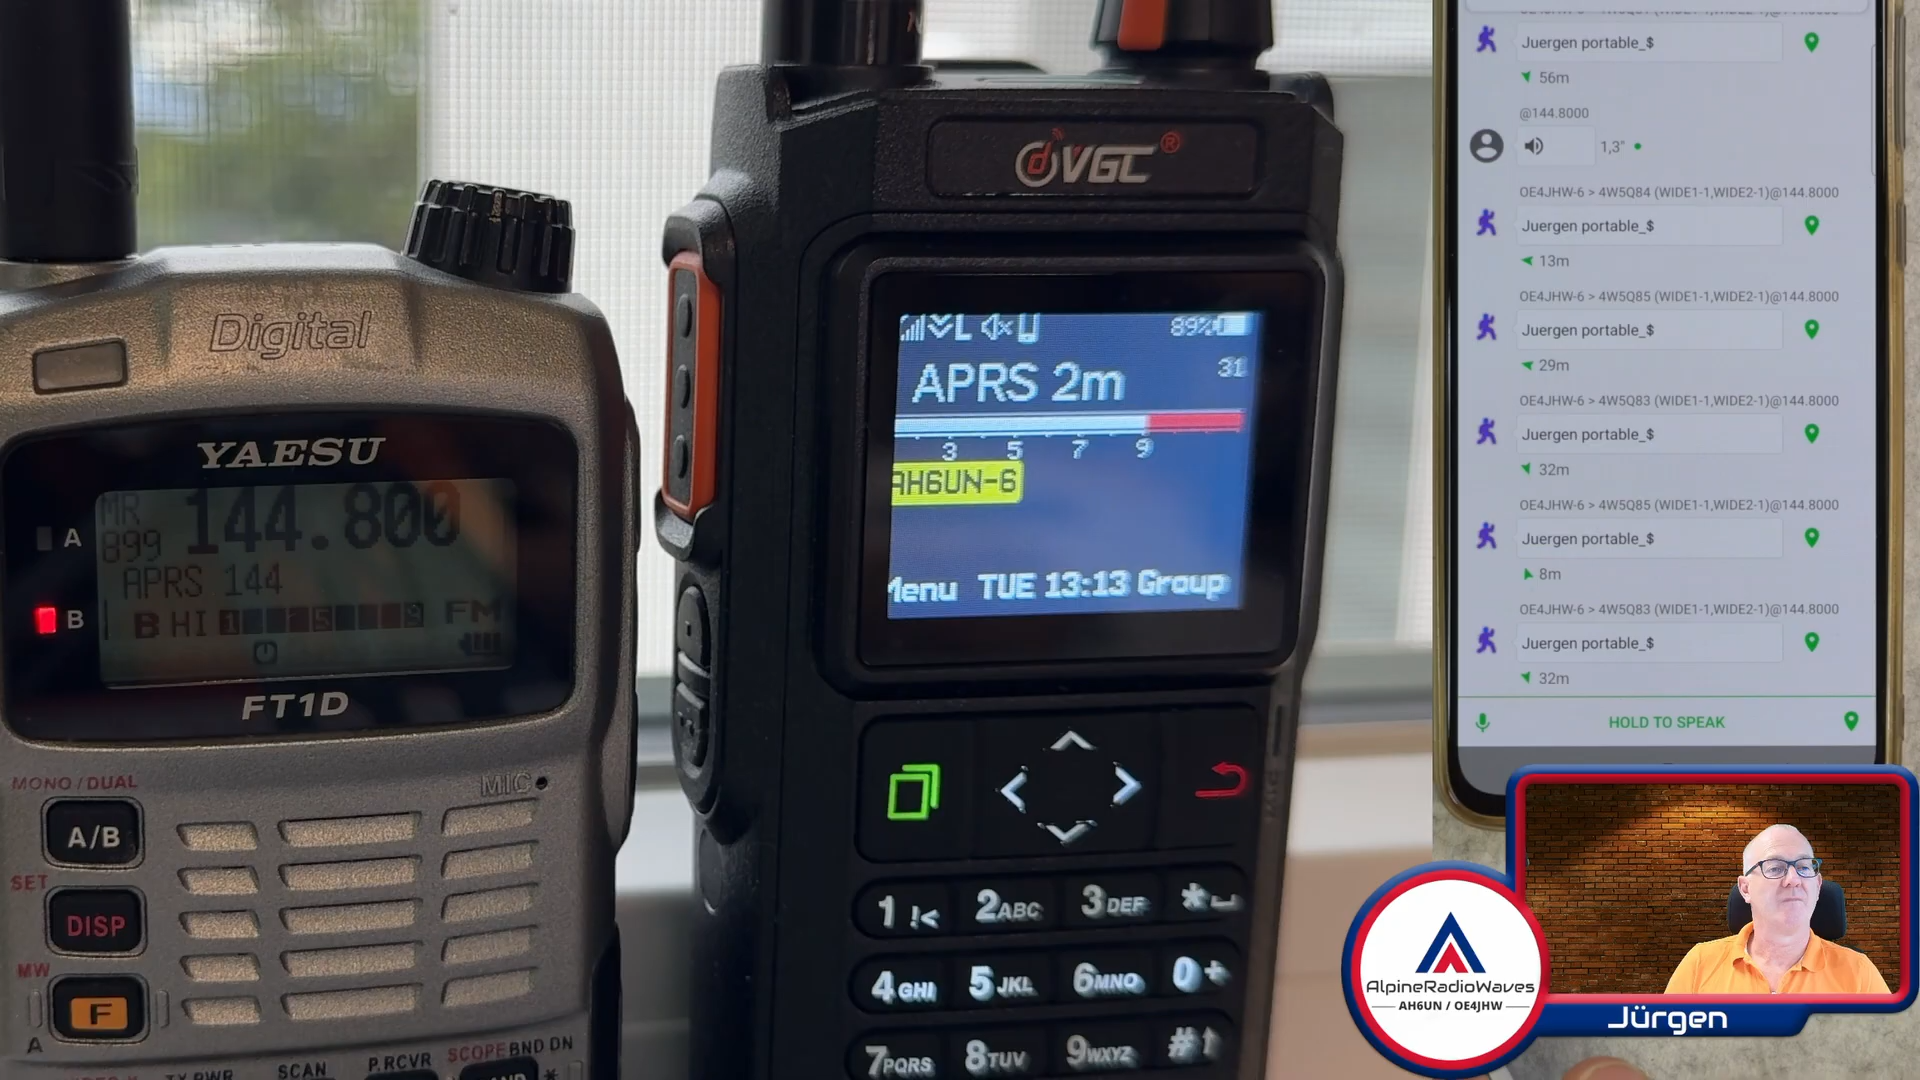 Digital
YAESU
A
MR
899
144.800
APRS 144
B
B HI 1 5 9 FM
FT1D
MONO / DUAL
MIC
A/B
SET
DISP
MW
F
A
SCAN
P.RCVR
SCOPE
BND DN
VGC®
L 89%
31
APRS 2m
3 5 7 9
AH6UN-6
Menu TUE 13:13 Group
1 !< 2ABC 3DEF *
4GHI 5JKL 6MNO 0+
7PQRS 8TUV 9WXYZ #
Juergen portable_$
56m
@144.8000
1,3"
OE4JHW-6 > 4W5Q84 (WIDE1-1,WIDE2-1)@144.8000
Juergen portable_$
13m
OE4JHW-6 > 4W5Q85 (WIDE1-1,WIDE2-1)@144.8000
Juergen portable_$
29m
OE4JHW-6 > 4W5Q83 (WIDE1-1,WIDE2-1)@144.8000
Juergen portable_$
32m
OE4JHW-6 > 4W5Q85 (WIDE1-1,WIDE2-1)@144.8000
Juergen portable_$
8m
OE4JHW-6 > 4W5Q83 (WIDE1-1,WIDE2-1)@144.8000
Juergen portable_$
32m
HOLD TO SPEAK
AlpineRadioWaves
AH6UN / OE4JHW
Jürgen